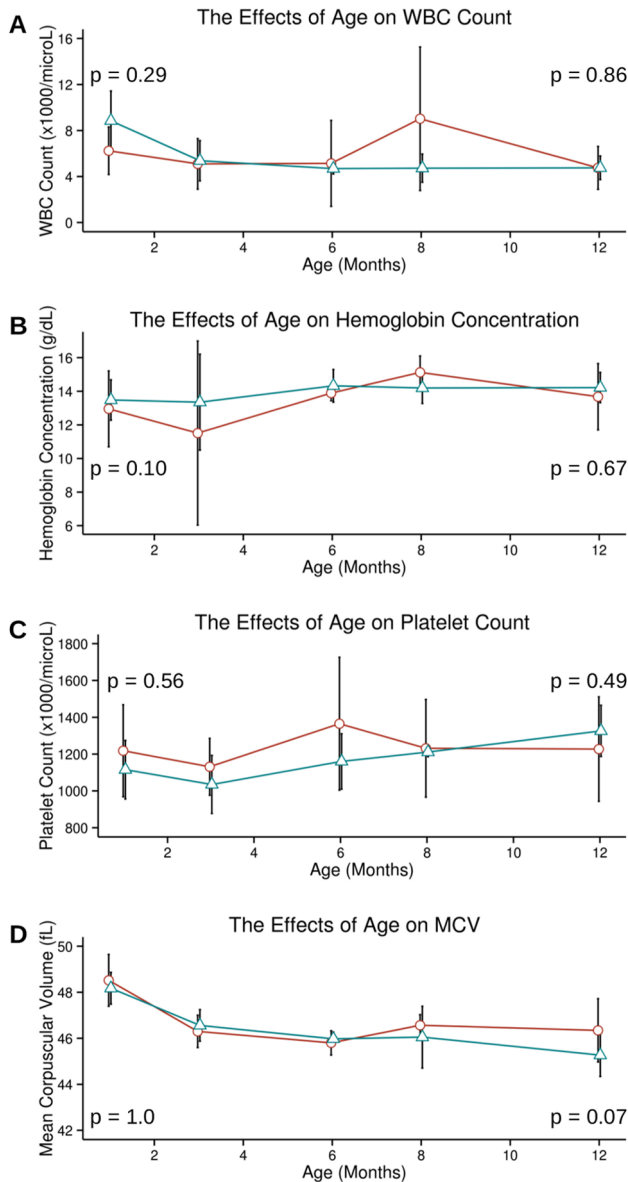 A
The Effects of Age on WBC Count
WBC Count (x1000/microL)
16
12
8
4
0
p = 0.29
p = 0.86
2 4 6 8 10 12
Age (Months)
B
The Effects of Age on Hemoglobin Concentration
Hemoglobin Concentration (g/dL)
16
14
12
10
8
6
p = 0.10
p = 0.67
2 4 6 8 10 12
Age (Months)
C
The Effects of Age on Platelet Count
Platelet Count (x1000/microL)
1800
1600
1400
1200
1000
800
p = 0.56
p = 0.49
2 4 6 8 10 12
Age (Months)
D
The Effects of Age on MCV
Mean Corpuscular Volume (fL)
50
48
46
44
42
p = 1.0
p = 0.07
2 4 6 8 10 12
Age (Months)